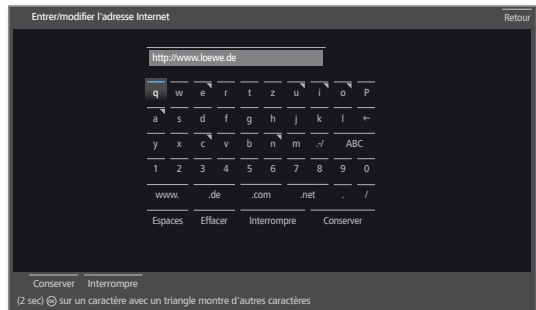 Entrer/modifier l'adresse Internet Retour
http://www.loewe.de
q w e r t z u i o P
a s d f g h j k l ←
y x c v b n m .-/ ABC
1 2 3 4 5 6 7 8 9 0
www. .de .com .net . /
Espaces Effacer Interrompre Conserver
Conserver Interrompre
(2 sec) OK sur un caractère avec un triangle montre d'autres caractères